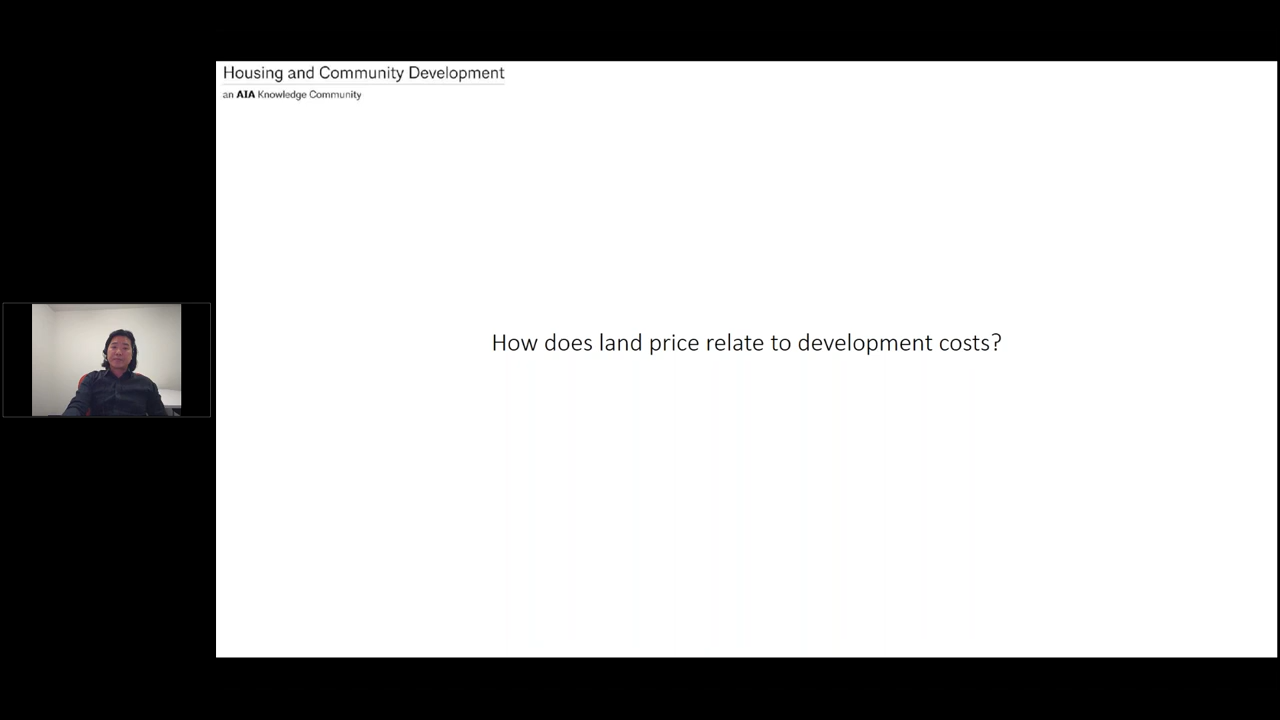 Housing and Community Development
an AIA Knowledge Community
How does land price relate to development costs?